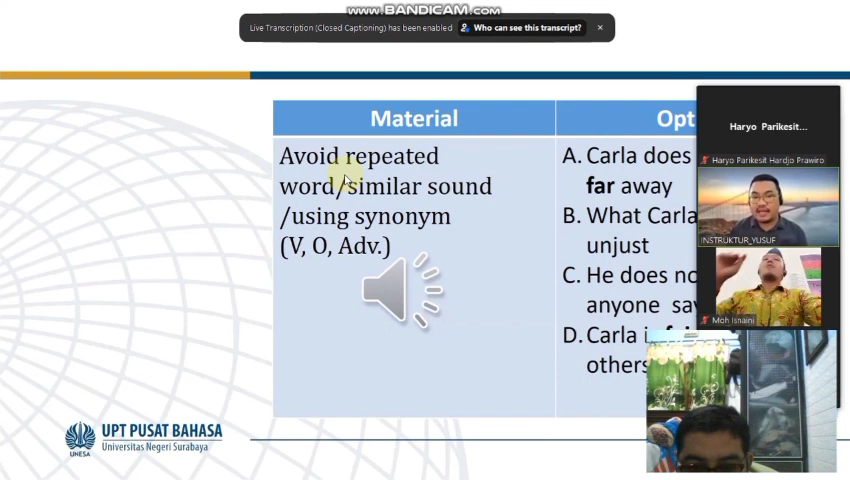 WWW.BANDICAM.COM
Live Transcription (Closed Captioning) has been enabled
Who can see this transcript?
Material
Avoid repeated
word/similar sound
/using synonym
(V, O, Adv.)
Opt
A. Carla does
far away
B. What Carla
unjust
C. He does no
anyone sa
D. Carla i
others
Haryo Parikesit...
Haryo Parikesit Hardjo Prawiro
INSTRUKTUR_YUSUF
Moh Isnaini
UNESA
UPT PUSAT BAHASA
Universitas Negeri Surabaya